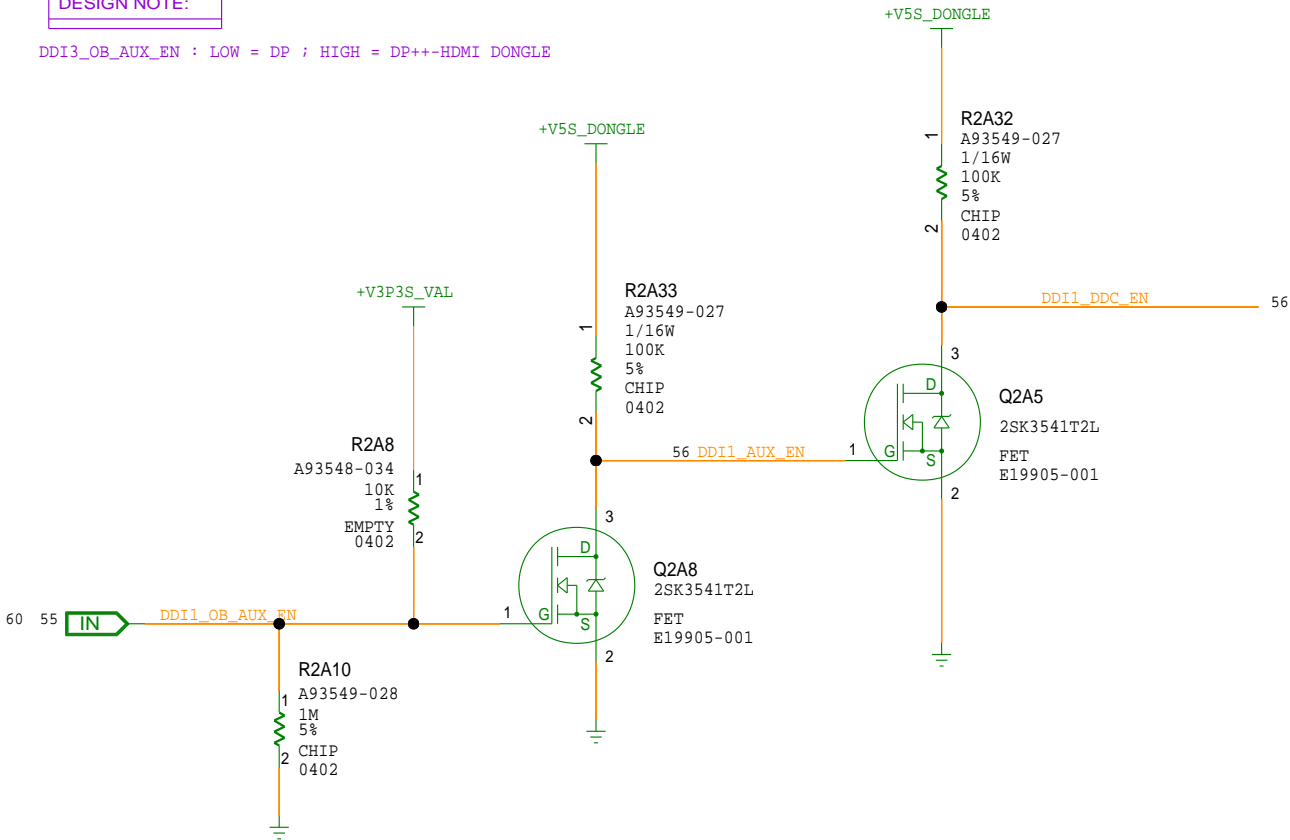 DESIGN NOTE:
DDI3_OB_AUX_EN : LOW = DP ; HIGH = DP++-HDMI DONGLE
+V5S_DONGLE
1
R2A32
A93549-027
1/16W
100K
5%
CHIP
0402
2
+V5S_DONGLE
1
R2A33
A93549-027
1/16W
100K
5%
CHIP
0402
2
+V3P3S_VAL
R2A8
A93548-034
10K
1%
EMPTY
0402
1
2
DDI1_DDC_EN
56
3
D
G
S
1
2
Q2A5
2SK3541T2L
FET
E19905-001
56 DDI1_AUX_EN
3
D
G
S
1
2
Q2A8
2SK3541T2L
FET
E19905-001
60 55 IN
DDI1_OB_AUX_EN
R2A10
A93549-028
1M
5%
CHIP
0402
1
2